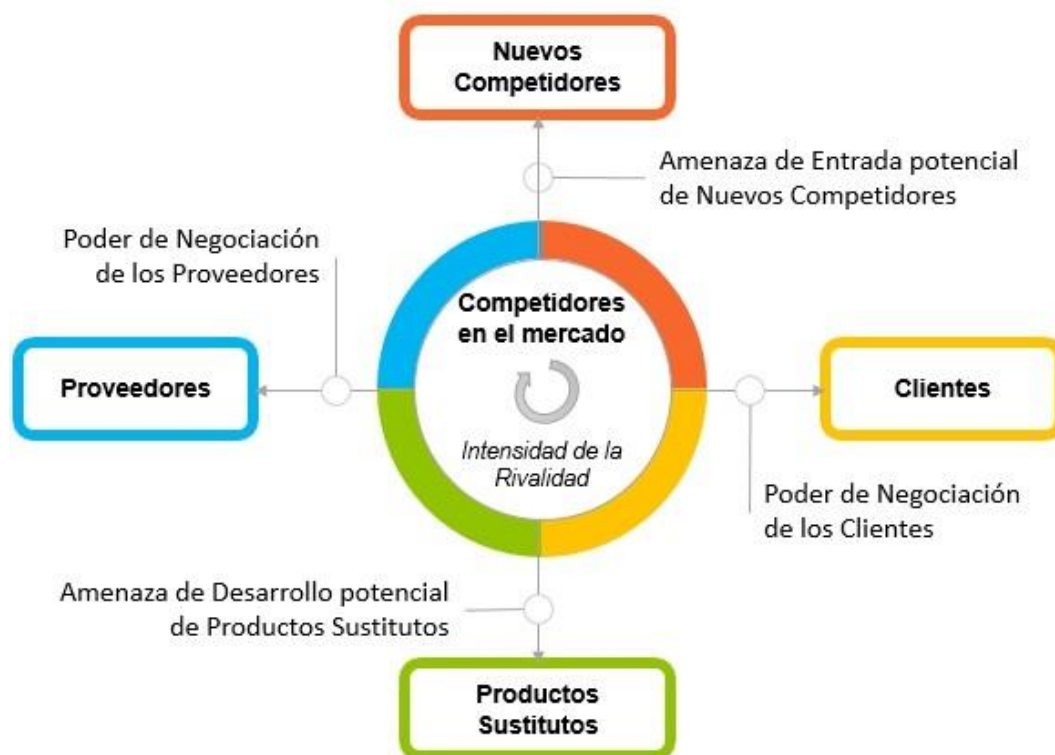 Nuevos
Competidores
Amenaza de Entrada potencial
de Nuevos Competidores
Poder de Negociación
de los Proveedores
Competidores
en el mercado
Proveedores
Clientes
Intensidad de la
Rivalidad
Poder de Negociación
de los Clientes
Amenaza de Desarrollo potencial
de Productos Sustitutos
Productos
Sustitutos